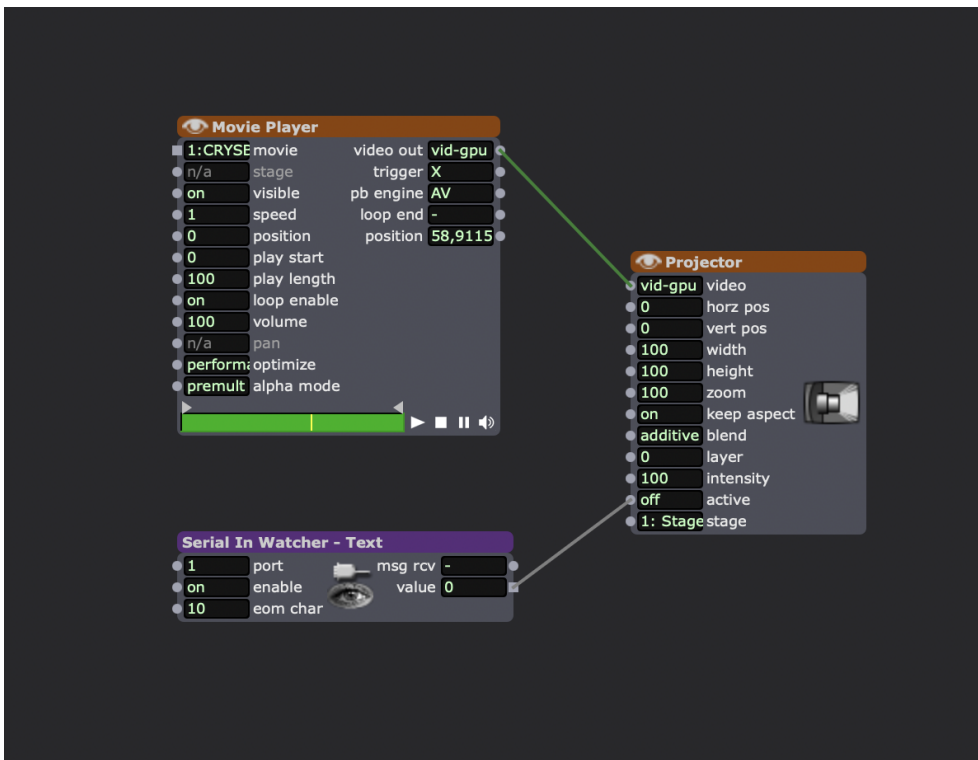 Movie Player
1:CRYSE movie video out vid-gpu
n/a stage trigger X
on visible pb engine AV
1 speed loop end -
0 position position 58,9115
0 play start
100 play length
on loop enable
100 volume
n/a pan
performa optimize
premult alpha mode
Projector
vid-gpu video
0 horz pos
0 vert pos
100 width
100 height
100 zoom
on keep aspect
additive blend
0 layer
100 intensity
off active
1: Stage stage
Serial In Watcher - Text
1 port msg rcv -
on enable value 0
10 eom char